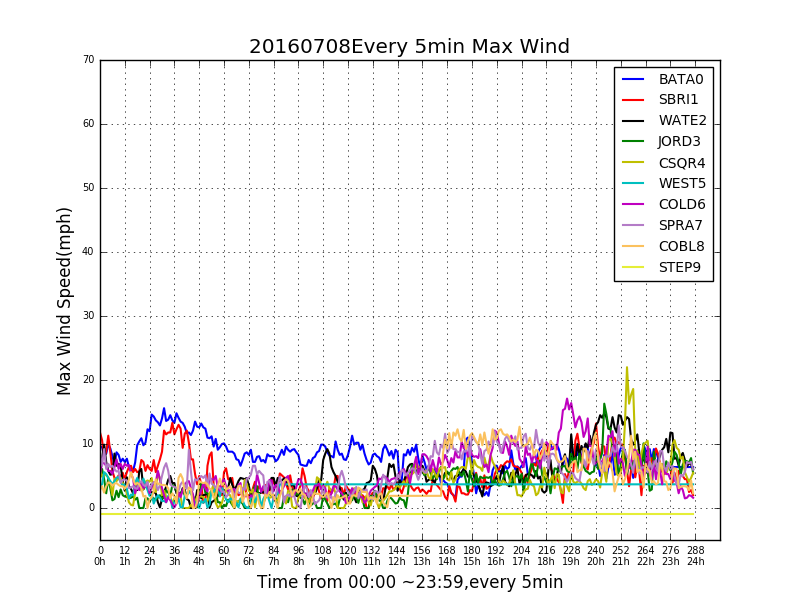 20160708Every 5min Max Wind
70
60
50
40
30
20
10
0
Max Wind Speed(mph)
BATA0
SBRI1
WATE2
JORD3
CSQR4
WEST5
COLD6
SPRA7
COBL8
STEP9
0 12 24 36 48 60 72 84 96 108 120 132 144 156 168 180 192 204 216 228 240 252 264 276 288
0h 1h 2h 3h 4h 5h 6h 7h 8h 9h 10h 11h 12h 13h 14h 15h 16h 17h 18h 19h 20h 21h 22h 23h 24h
Time from 00:00 ~23:59,every 5min